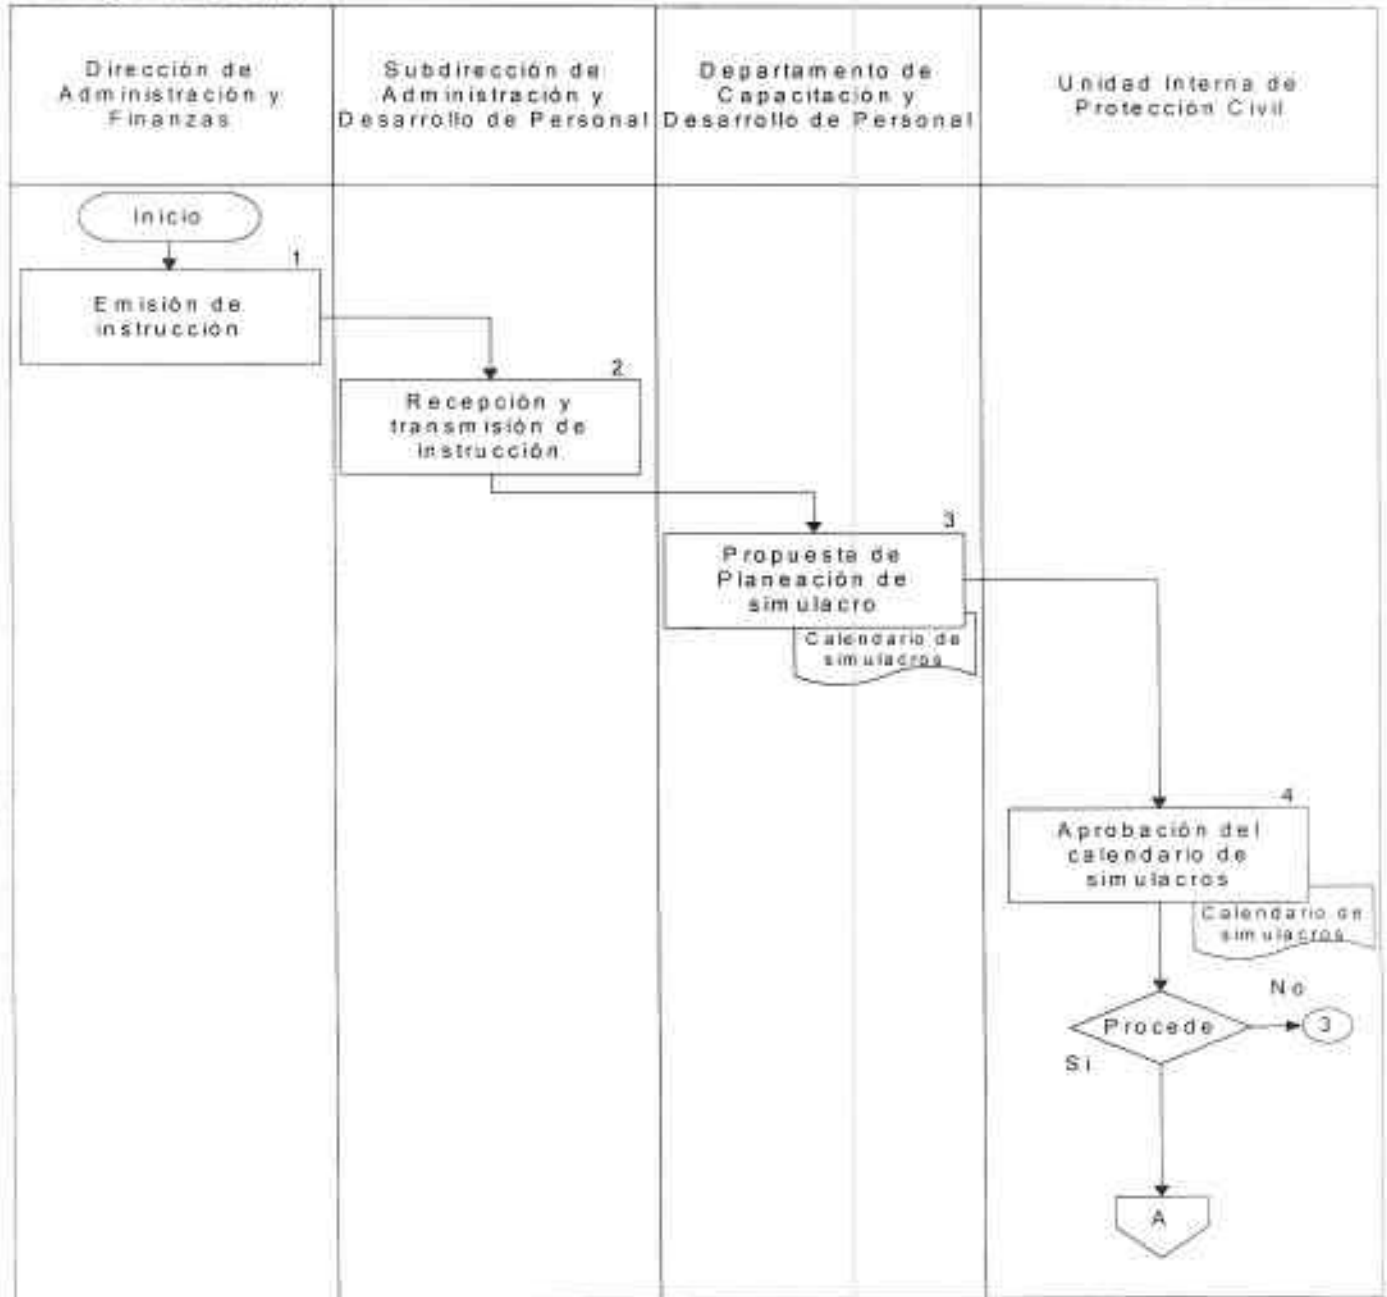 Dirección de
Administración y
Finanzas
Subdirección de
Administración y
Desarrollo de Personal
Departamento de
Capacitación y
Desarrollo de Personal
Unidad Interna de
Protección Civil
Inicio
1
Emisión de
instrucción
2
Recepción y
transmisión de
instrucción
3
Propuesta de
Planeación de
simulacro
Calendario de
simulacros
4
Aprobación del
calendario de
simulacros
Calendario de
simulacros
No
Procede
3
Si
A